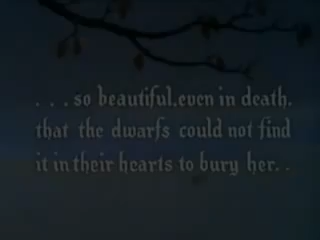 . . . so beautiful, even in death,
that the dwarfs could not find
it in their hearts to bury her. .